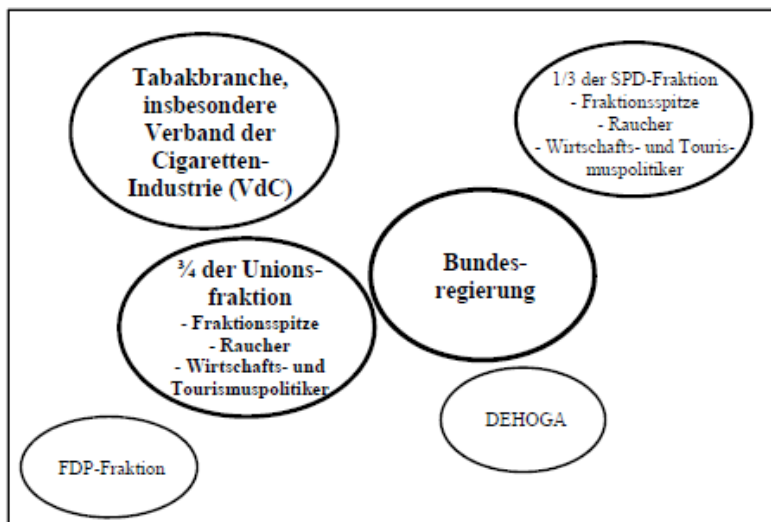 Tabakbranche,
insbesondere
Verband der
Cigaretten-
Industrie (VdC)
1/3 der SPD-Fraktion
- Fraktionsspitze
- Raucher
- Wirtschafts- und Touris-
muspolitiker
¾ der Unions-
fraktion
- Fraktionsspitze
- Raucher
- Wirtschafts- und
Tourismuspolitiker
Bundes-
regierung
DEHOGA
FDP-Fraktion